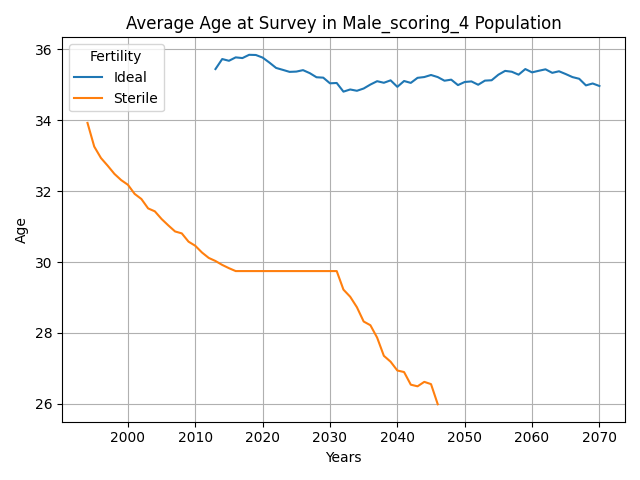 Average Age at Survey in Male_scoring_4 Population
Fertility
Ideal
Sterile
Age
36
34
32
30
28
26
2000 2010 2020 2030 2040 2050 2060 2070
Years